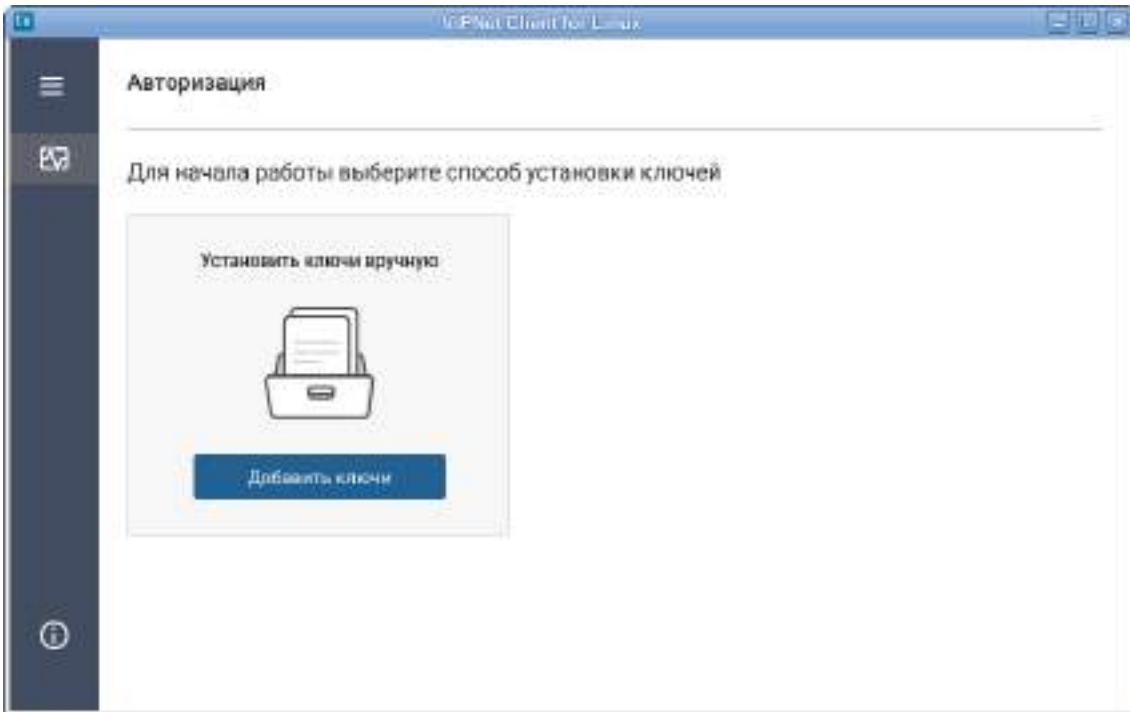 ViPNet Client for Linux
Авторизация
Для начала работы выберите способ установки ключей
Установить ключи вручную
Добавить ключи